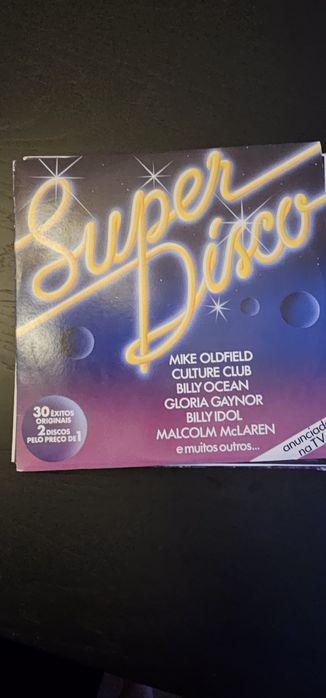 Super
Disco
MIKE OLDFIELD
CULTURE CLUB
BILLY OCEAN
GLORIA GAYNOR
BILLY IDOL
MALCOLM McLAREN
e muitos outros...
30 ÊXITOS
ORIGINAIS
2 DISCOS
PELO PREÇO DE 1
anunciado
na TV